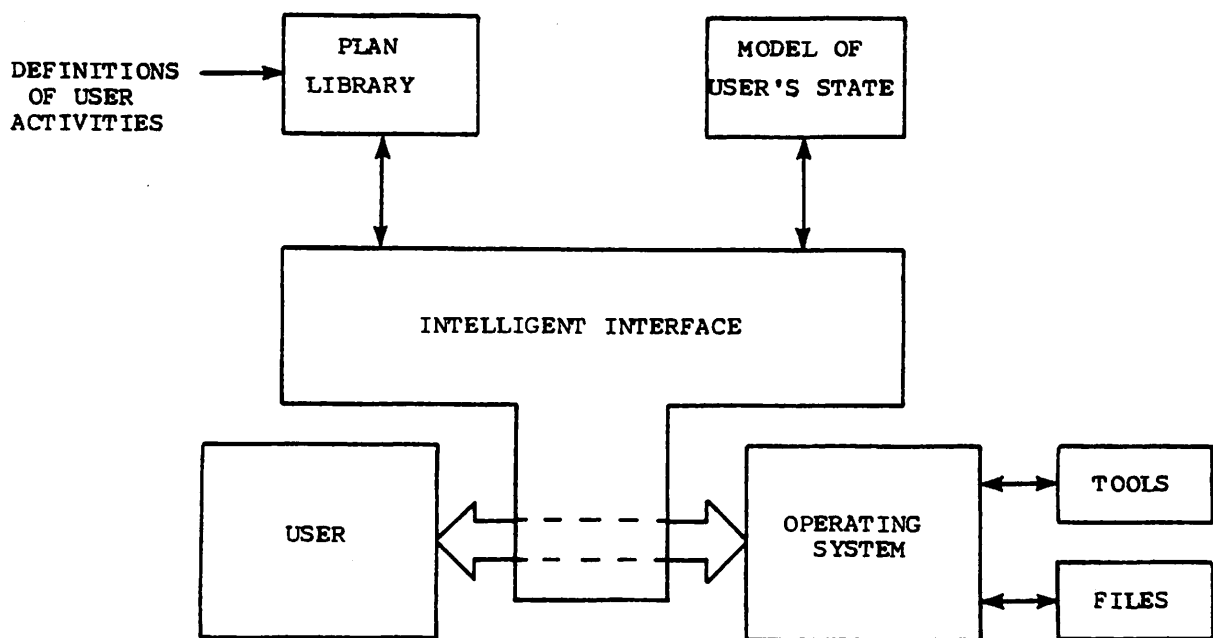 DEFINITIONS
OF USER
ACTIVITIES
PLAN
LIBRARY
MODEL OF
USER'S STATE
INTELLIGENT INTERFACE
USER
OPERATING
SYSTEM
TOOLS
FILES